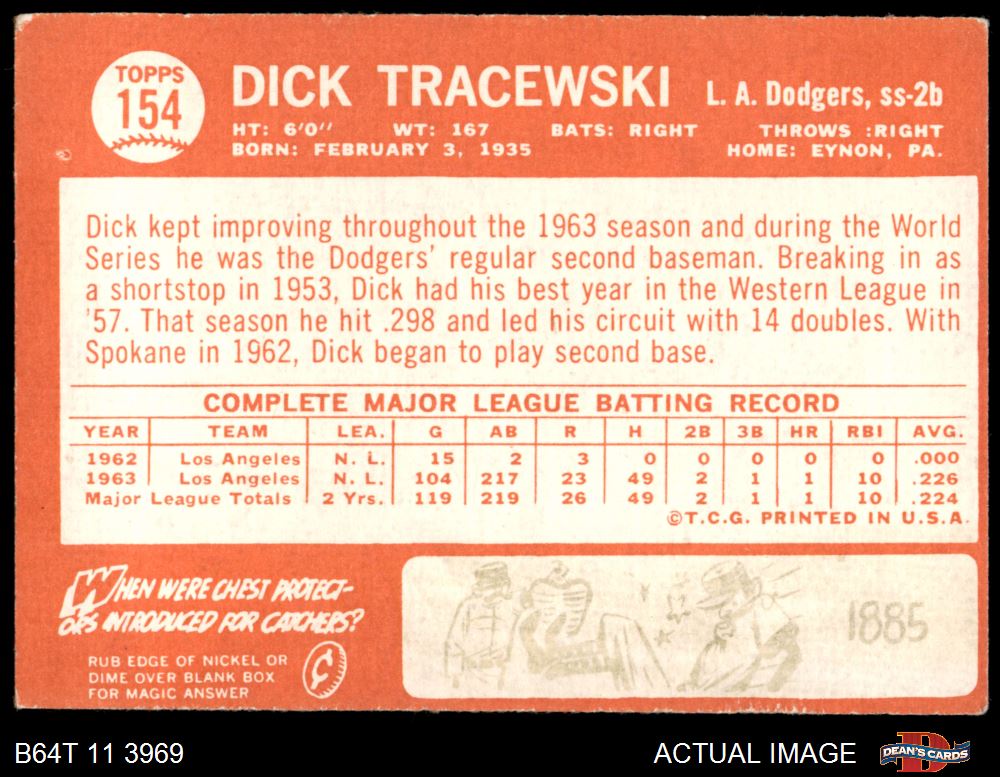 TOPPS
154
DICK TRACEWSKI L. A. Dodgers, ss-2b
HT: 6'0" WT: 167 BATS: RIGHT THROWS :RIGHT
BORN: FEBRUARY 3, 1935 HOME: EYNON, PA.
Dick kept improving throughout the 1963 season and during the World
Series he was the Dodgers' regular second baseman. Breaking in as
a shortstop in 1953, Dick had his best year in the Western League in
'57. That season he hit .298 and led his circuit with 14 doubles. With
Spokane in 1962, Dick began to play second base.
COMPLETE MAJOR LEAGUE BATTING RECORD
YEAR TEAM LEA. G AB R H 2B 3B HR RBI AVG.
1962 Los Angeles N. L. 15 2 3 0 0 0 0 0 .000
1963 Los Angeles N. L. 104 217 23 49 2 1 1 10 .226
Major League Totals 2 Yrs. 119 219 26 49 2 1 1 10 .224
©T.C.G. PRINTED IN U.S.A.
WHEN WERE CHEST PROTECT-
ORS INTRODUCED FOR CATCHERS?
RUB EDGE OF NICKEL OR
DIME OVER BLANK BOX
FOR MAGIC ANSWER
1885
B64T 11 3969 ACTUAL IMAGE DEAN'S CARDS